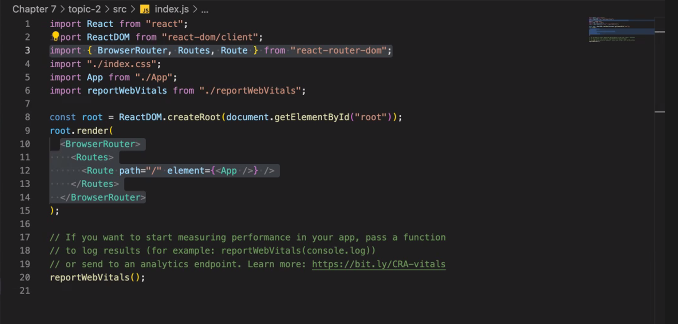 Chapter 7 > topic-2 > src > JS index.js > ...
1 import React from "react";
2 import ReactDOM from "react-dom/client";
3 import { BrowserRouter, Routes, Route } from "react-router-dom";
4 import "./index.css";
5 import App from "./App";
6 import reportWebVitals from "./reportWebVitals";
7
8 const root = ReactDOM.createRoot(document.getElementById("root"));
9 root.render(
10 <BrowserRouter>
11 <Routes>
12 <Route path="/" element={<App />} />
13 </Routes>
14 </BrowserRouter>
15 );
16
17 // If you want to start measuring performance in your app, pass a function
18 // to log results (for example: reportWebVitals(console.log))
19 // or send to an analytics endpoint. Learn more: https://bit.ly/CRA-vitals
20 reportWebVitals();
21